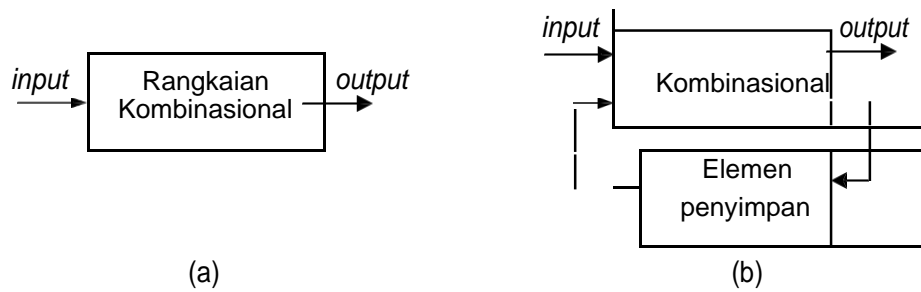 input
Rangkaian
Kombinasional
output
(a)
input
output
Kombinasional
Elemen
penyimpan
(b)